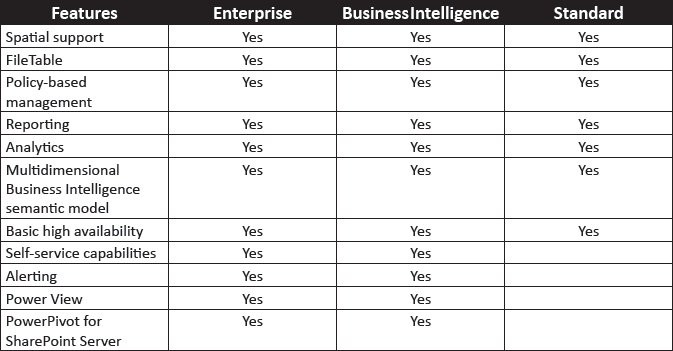 Features Enterprise BusinessIntelligence Standard
Spatial support Yes Yes Yes
FileTable Yes Yes Yes
Policy-based Yes Yes Yes
management
Reporting Yes Yes Yes
Analytics Yes Yes Yes
Multidimensional Yes Yes Yes
Business Intelligence
semantic model
Basic high availability Yes Yes Yes
Self-service capabilities Yes Yes
Alerting Yes Yes
Power View Yes Yes
PowerPivot for Yes Yes
SharePoint Server